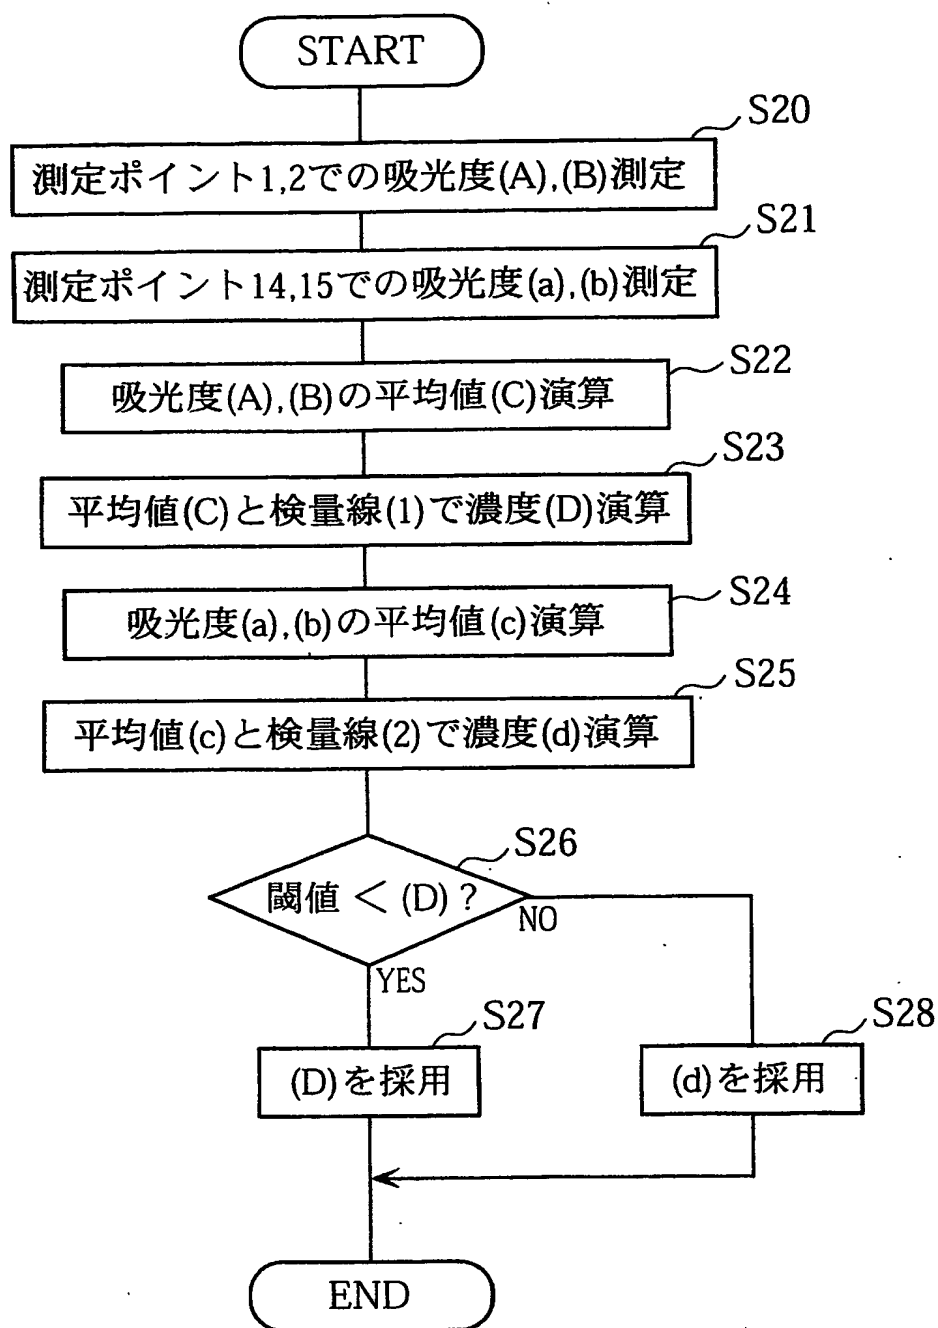 START
S20
測定ポイント1,2での吸光度(A),(B)測定
S21
測定ポイント14,15での吸光度(a),(b)測定
S22
吸光度(A),(B)の平均値(C)演算
S23
平均値(C)と検量線(1)で濃度(D)演算
S24
吸光度(a),(b)の平均値(c)演算
S25
平均値(c)と検量線(2)で濃度(d)演算
S26
閾値 < (D) ?
NO
YES
S27
(D)を採用
S28
(d)を採用
END